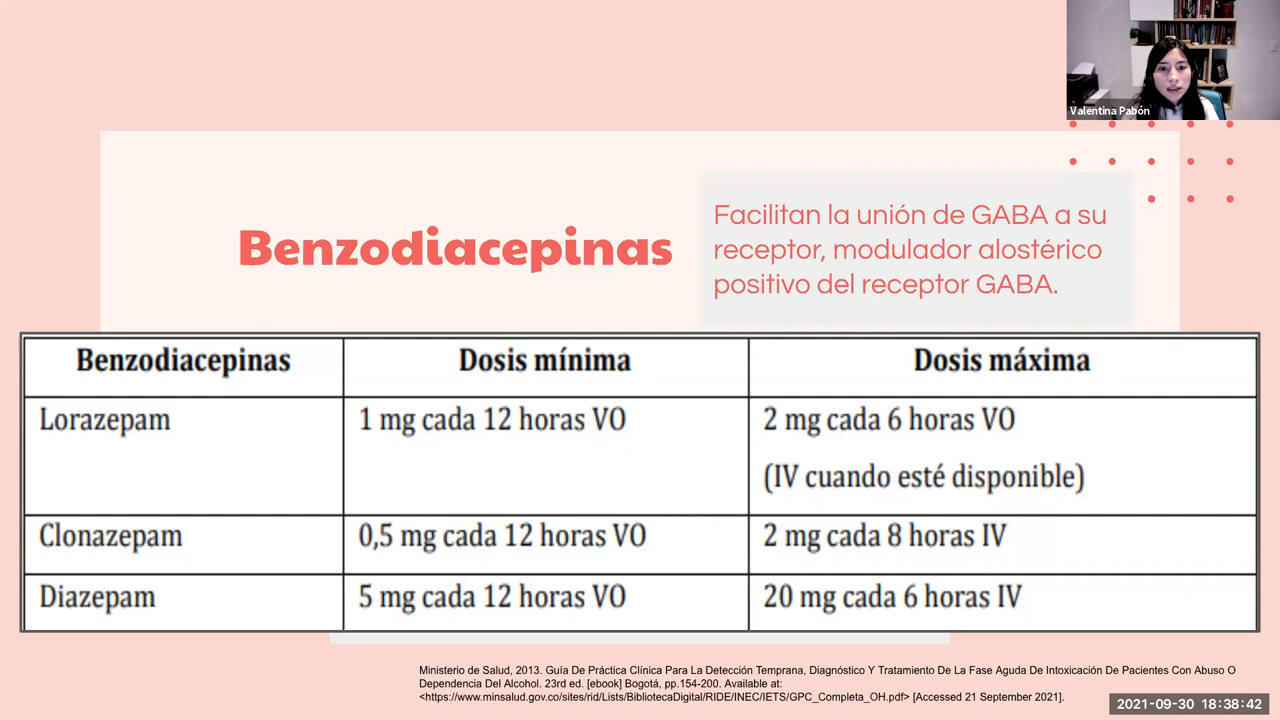 Valentina Pabón
Benzodiacepinas
Facilitan la unión de GABA a su
receptor, modulador alostérico
positivo del receptor GABA.
Benzodiacepinas Dosis mínima Dosis máxima
Lorazepam 1 mg cada 12 horas VO 2 mg cada 6 horas VO
(IV cuando esté disponible)
Clonazepam 0,5 mg cada 12 horas VO 2 mg cada 8 horas IV
Diazepam 5 mg cada 12 horas VO 20 mg cada 6 horas IV
Ministerio de Salud, 2013. Guía De Práctica Clínica Para La Detección Temprana, Diagnóstico Y Tratamiento De La Fase Aguda De Intoxicación De Pacientes Con Abuso O
Dependencia Del Alcohol. 23rd ed. [ebook] Bogotá, pp.154-200. Available at:
<https://www.minsalud.gov.co/sites/rid/Lists/BibliotecaDigital/RIDE/INEC/IETS/GPC_Completa_OH.pdf> [Accessed 21 September 2021].
2021-09-30 18:38:42